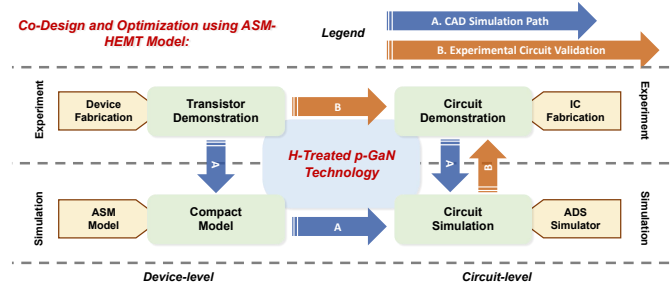 Co-Design and Optimization using ASM-
HEMT Model:
Legend
A. CAD Simulation Path
B. Experimental Circuit Validation
Experiment
Device
Fabrication
Transistor
Demonstration
B
Circuit
Demonstration
IC
Fabrication
Experiment
A
H-Treated p-GaN
Technology
A
B
Simulation
ASM
Model
Compact
Model
A
Circuit
Simulation
ADS
Simulator
Simulation
Device-level
Circuit-level